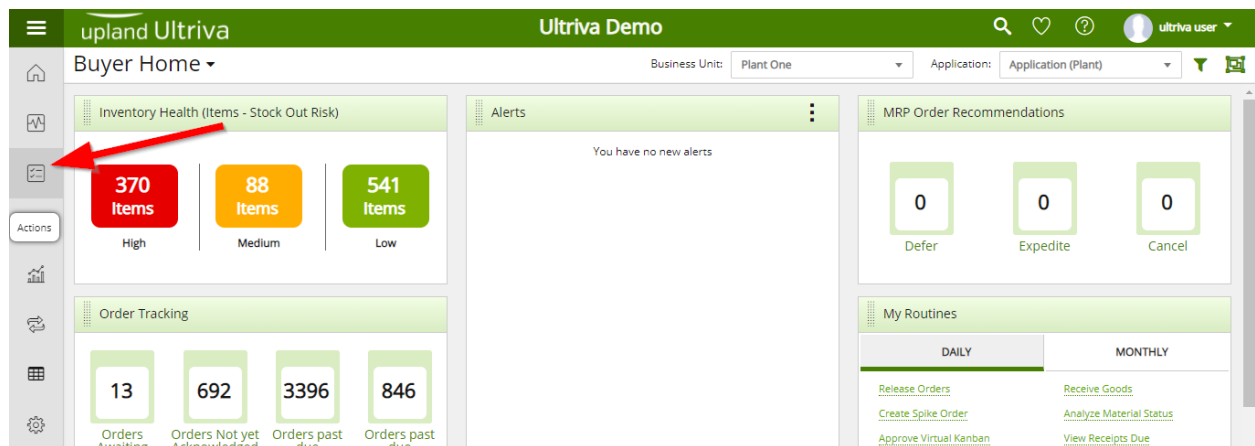 upland Ultriva
Ultriva Demo
ultriva user
Buyer Home
Business Unit: Plant One
Application: Application (Plant)
Actions
Inventory Health (Items - Stock Out Risk)
370 Items
High
88 Items
Medium
541 Items
Low
Alerts
You have no new alerts
MRP Order Recommendations
0
Defer
0
Expedite
0
Cancel
Order Tracking
13
Orders
692
Orders Not yet
3396
Orders past
846
Orders past
My Routines
DAILY
MONTHLY
Release Orders
Receive Goods
Create Spike Order
Analyze Material Status
Approve Virtual Kanban
View Receipts Due